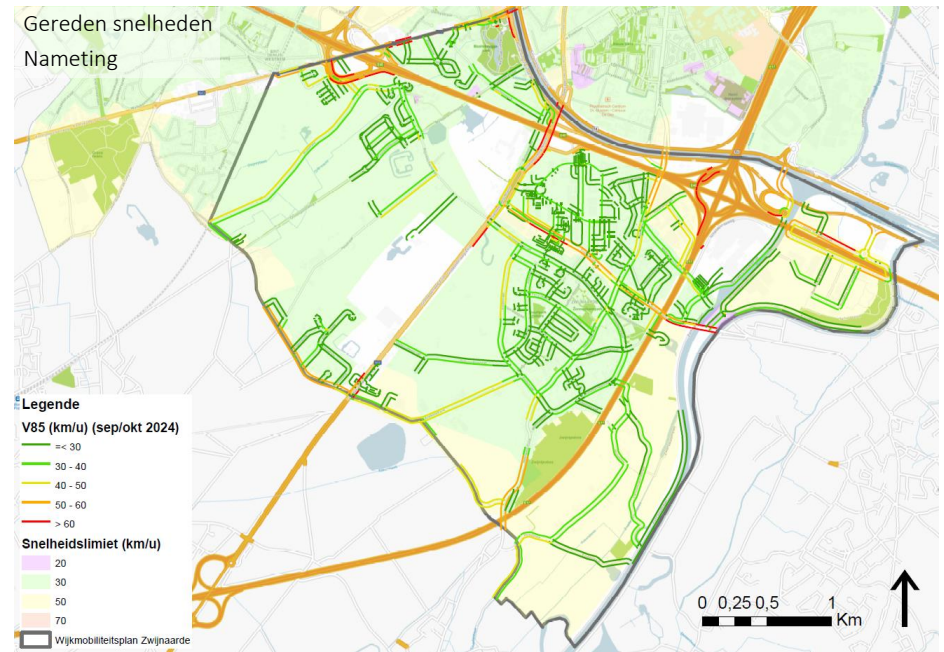 Gereden snelheden
Nameting
Legende
V85 (km/u) (sep/okt 2024)
=< 30
30 - 40
40 - 50
50 - 60
> 60
Snelheidslimiet (km/u)
20
30
50
70
Wijkmobiliteitsplan Zwijnaarde
0 0,25 0,5 1
Km